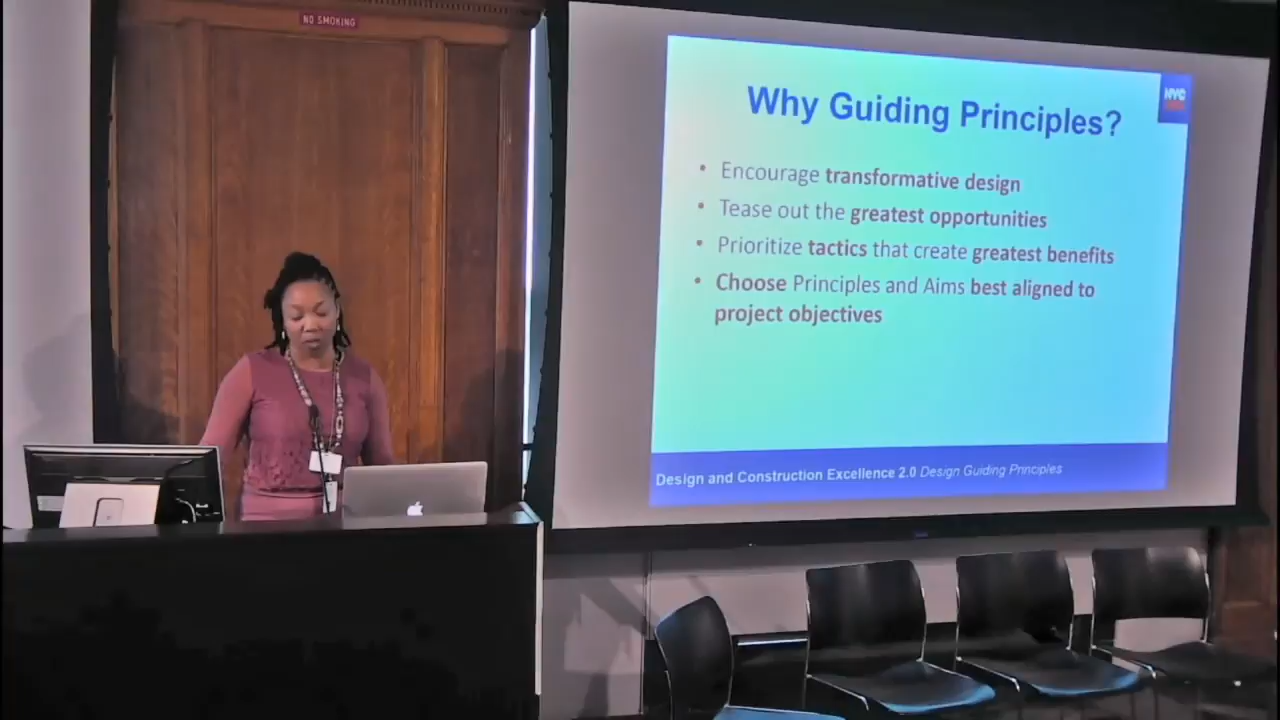 NO SMOKING
NYC
Why Guiding Principles?
• Encourage transformative design
• Tease out the greatest opportunities
• Prioritize tactics that create greatest benefits
• Choose Principles and Aims best aligned to
project objectives
Design and Construction Excellence 2.0 Design Guiding Principles